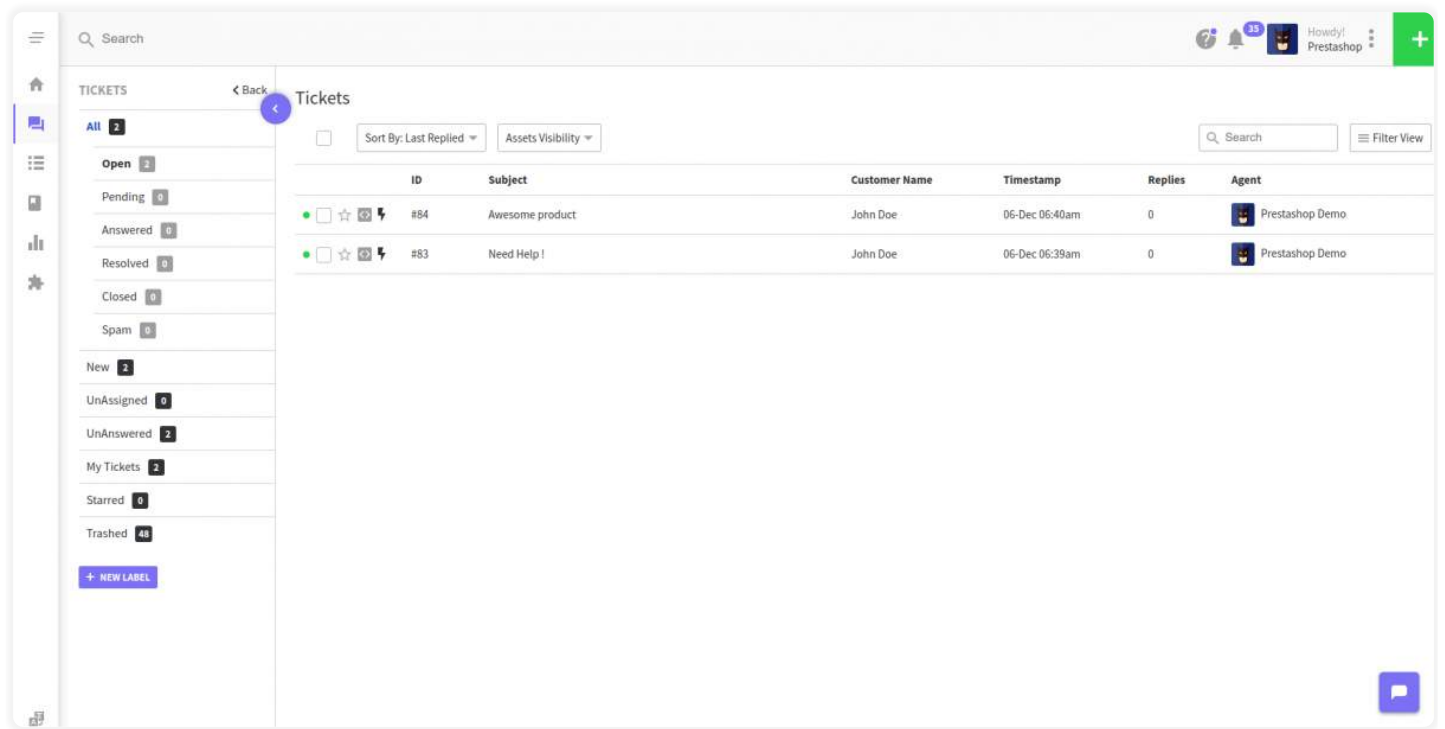 Search
35
Howdy!
Prestashop
TICKETS
Back
All 2
Open 2
Pending 0
Answered 0
Resolved 0
Closed 0
Spam 0
New 2
UnAssigned 0
UnAnswered 2
My Tickets 2
Starred 0
Trashed 48
+ NEW LABEL
Tickets
Sort By: Last Replied Assets Visibility Search Filter View
ID Subject Customer Name Timestamp Replies Agent
#84 Awesome product John Doe 06-Dec 06:40am 0 Prestashop Demo
#83 Need Help ! John Doe 06-Dec 06:39am 0 Prestashop Demo